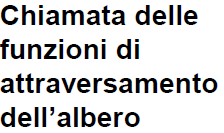 Chiamata delle
funzioni di
attraversamento
dell’albero